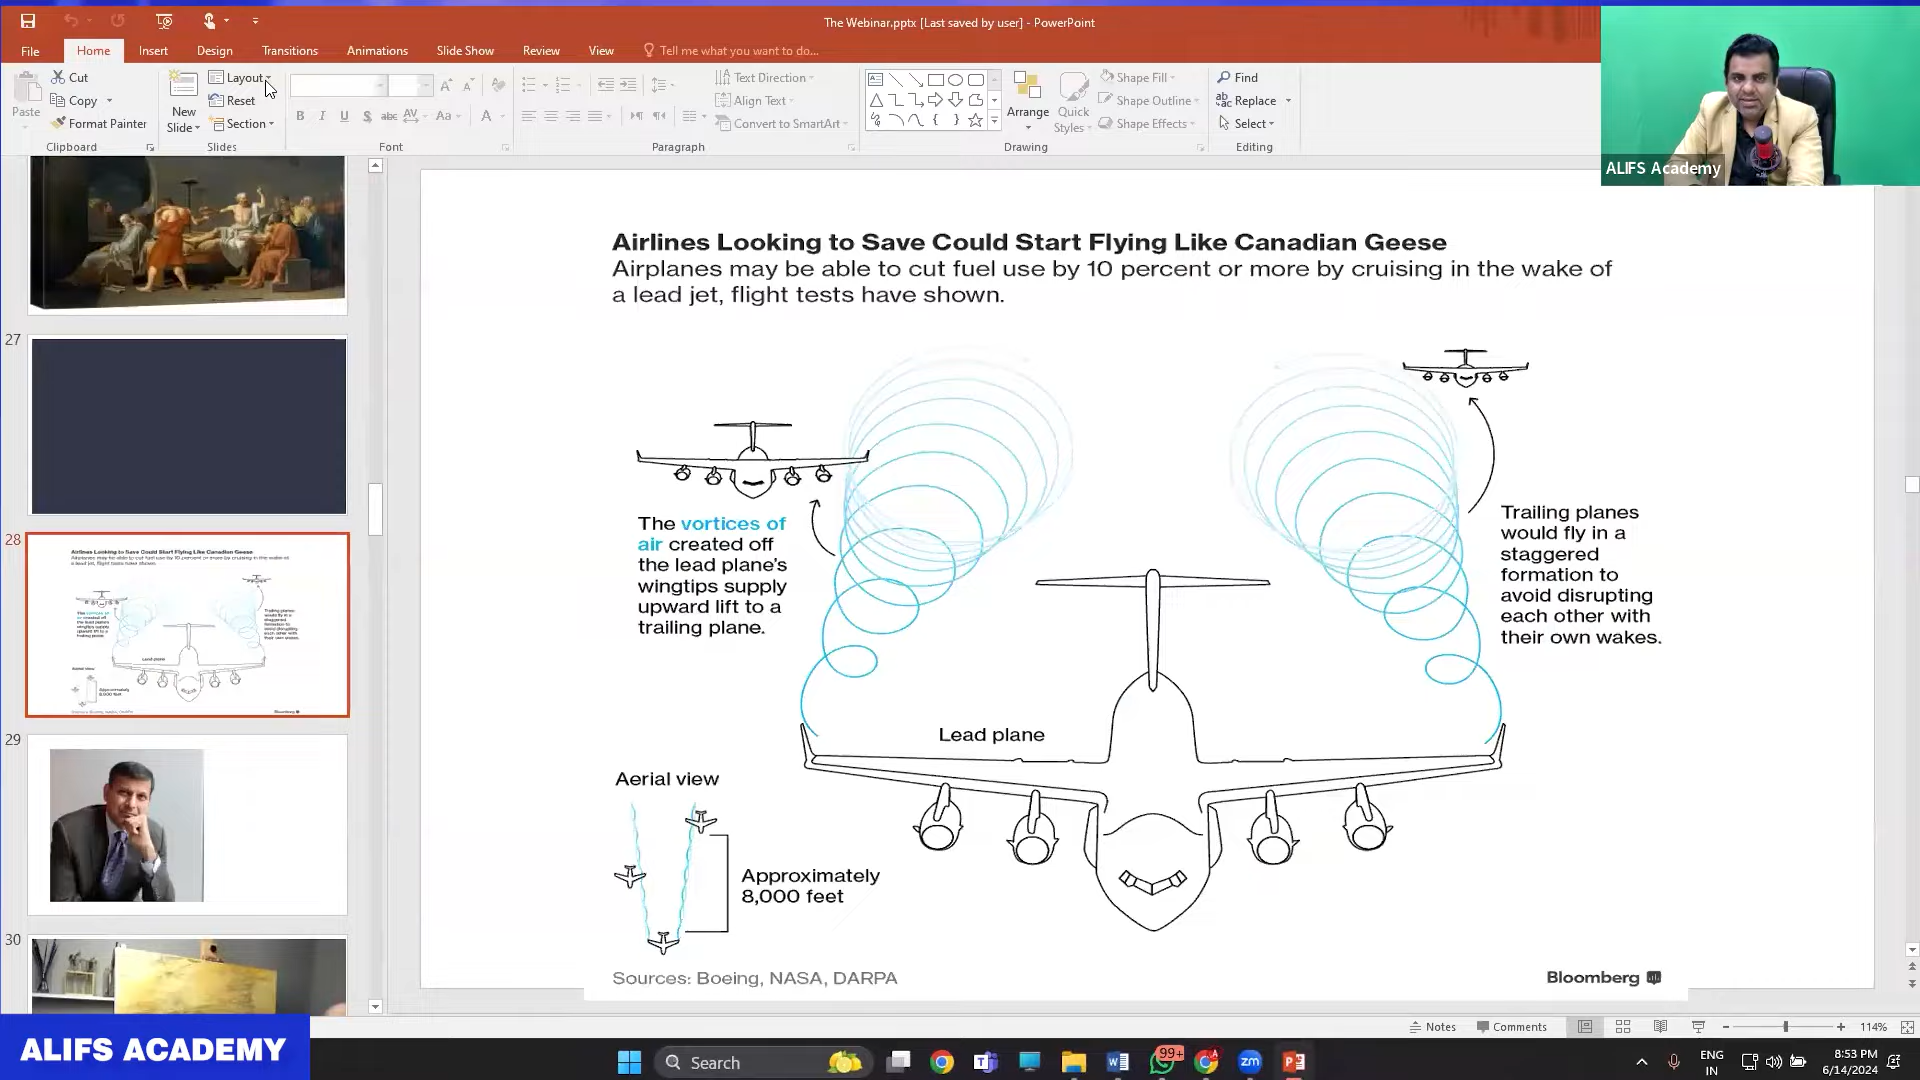 The Webinar.pptx [Last saved by user] - PowerPoint
File Home Insert Design Transitions Animations Slide Show Review View Tell me what you want to do...
Paste
Cut
Copy
Format Painter
Clipboard
New
Slide
Layout
Reset
Section
Slides
B I U S abc AV Aa A
Font
Text Direction
Align Text
Convert to SmartArt
Paragraph
Arrange
Quick
Styles
Shape Fill
Shape Outline
Shape Effects
Drawing
Find
Replace
Select
Editing
ALIFS Academy
27
28
29
30
Airlines Looking to Save Could Start Flying Like Canadian Geese
Airplanes may be able to cut fuel use by 10 percent or more by cruising in the wake of
a lead jet, flight tests have shown.
The vortices of
air created off
the lead plane's
wingtips supply
upward lift to a
trailing plane.
Trailing planes
would fly in a
staggered
formation to
avoid disrupting
each other with
their own wakes.
Lead plane
Aerial view
Approximately
8,000 feet
Sources: Boeing, NASA, DARPA
Bloomberg
Notes Comments 114%
ALIFS ACADEMY
Search
99+
zm
ENG
IN
8:53 PM
6/14/2024